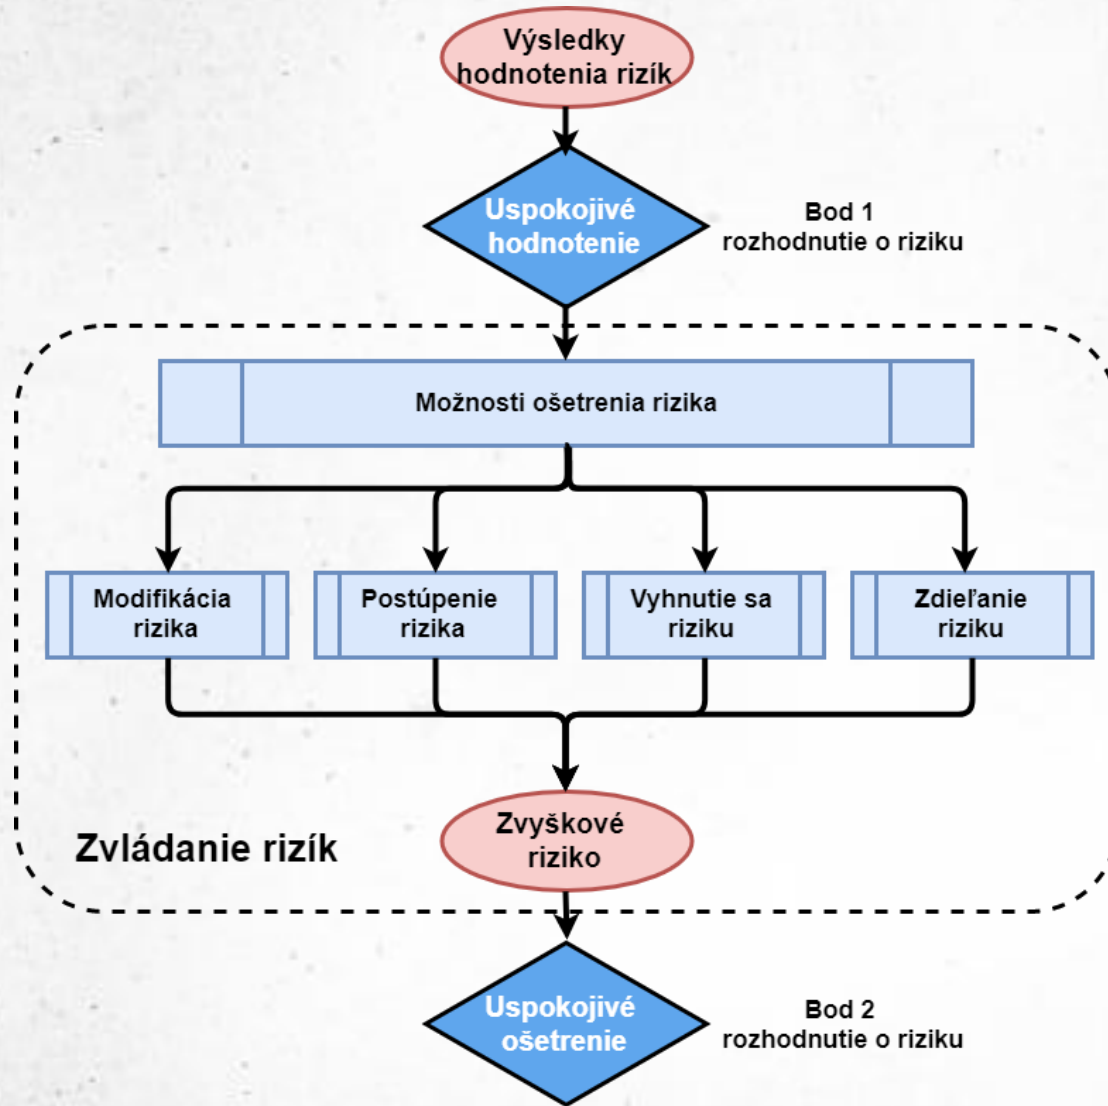 Výsledky
hodnotenia rizík
Uspokojivé
hodnotenie
Bod 1
rozhodnutie o riziku
Možnosti ošetrenia rizika
Modifikácia
rizika
Postúpenie
rizika
Vyhnutie sa
riziku
Zdieľanie
riziku
Zvyškové
riziko
Zvládanie rizík
Uspokojivé
ošetrenie
Bod 2
rozhodnutie o riziku